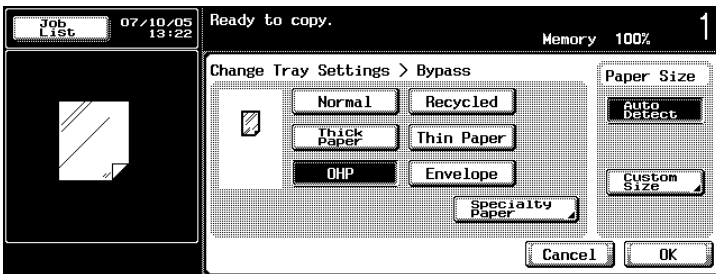 Job
List
07/10/05
13:22
Ready to copy.
Memory 100%
1
Change Tray Settings > Bypass
Normal
Recycled
Thick
Paper
Thin Paper
OHP
Envelope
Specialty
Paper
Paper Size
Auto
Detect
Custom
Size
Cancel
OK